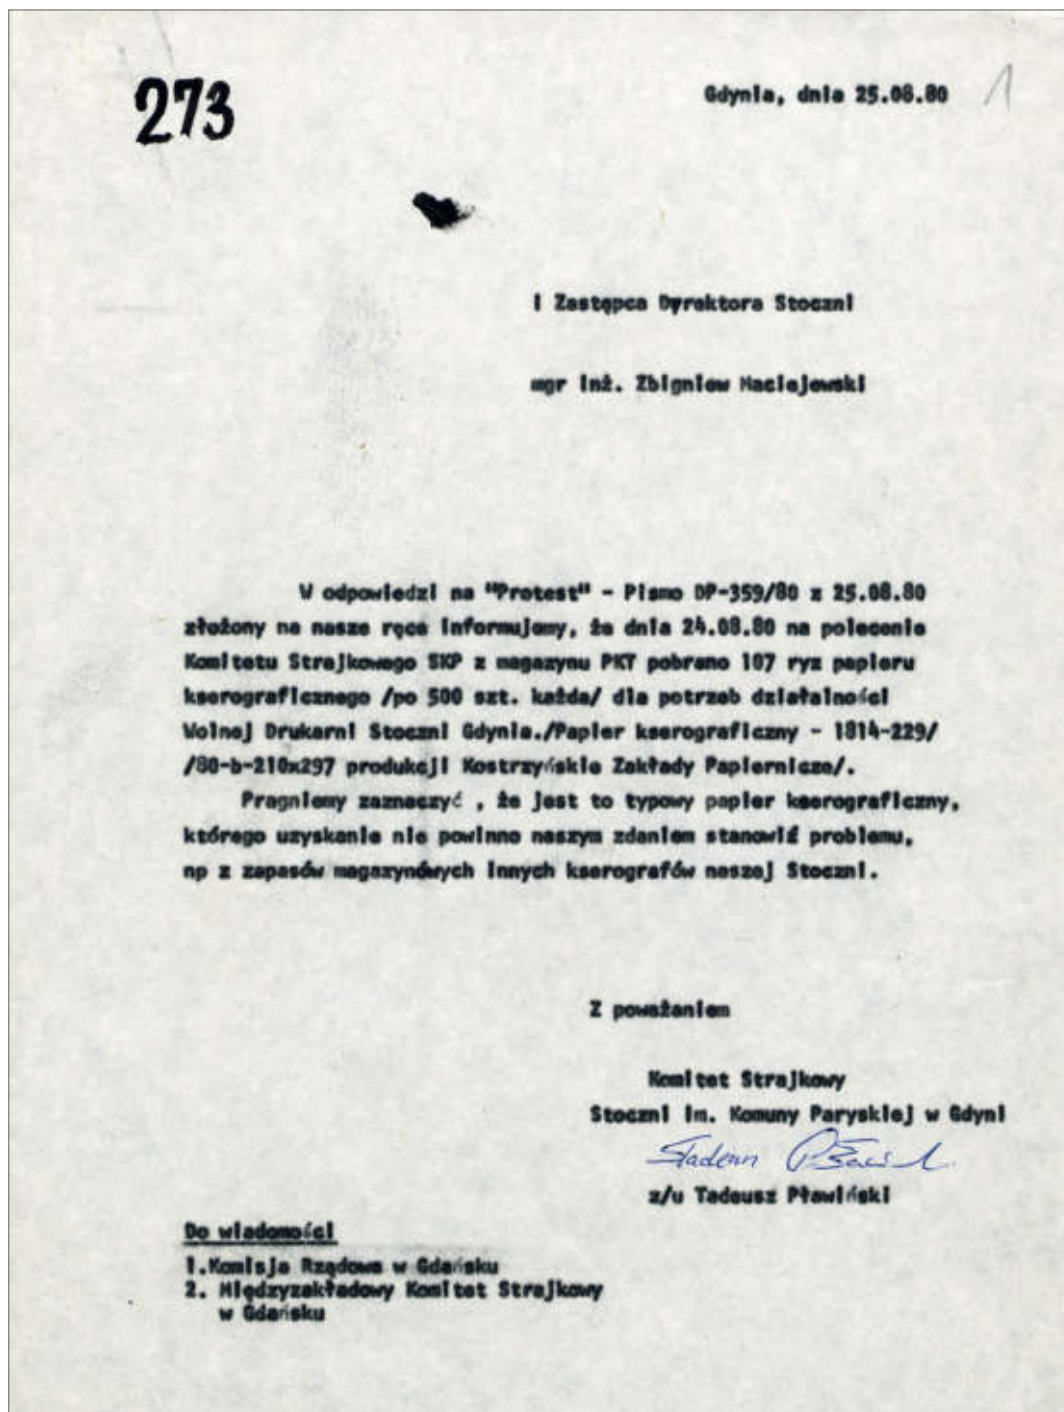 273
Gdynia, dnia 25.08.80
1
I Zastępca Dyrektora Stoczni
mgr inż. Zbigniew Maciejewski
W odpowiedzi na "Protest" - Pismo DP-359/80 z 25.08.80
złożony na nasze ręce informujemy, że dnia 24.08.80 na polecenie
Komitetu Strajkowego SKP z magazynu PKT pobrano 107 ryz papieru
kserograficznego /po 500 szt. każda/ dla potrzeb działalności
Wolnej Drukarni Stoczni Gdynia./Papier kserograficzny - 1814-229/
/80-b-210x297 produkcji Kostrzyńskie Zakłady Papiernicze/.
Pragniemy zaznaczyć , że jest to typowy papier kserograficzny,
którego uzyskanie nie powinno naszym zdaniem stanowić problemu,
np z zapasów magazynówych innych kserografów naszej Stoczni.
Z poważaniem
Komitet Strajkowy
Stoczni im. Komuny Paryskiej w Gdyni
z/u Tadeusz Pławiński
Do wiadomości
1.Komisja Rządowa w Gdańsku
2. Międzyzakładowy Komitet Strajkowy
w Gdańsku